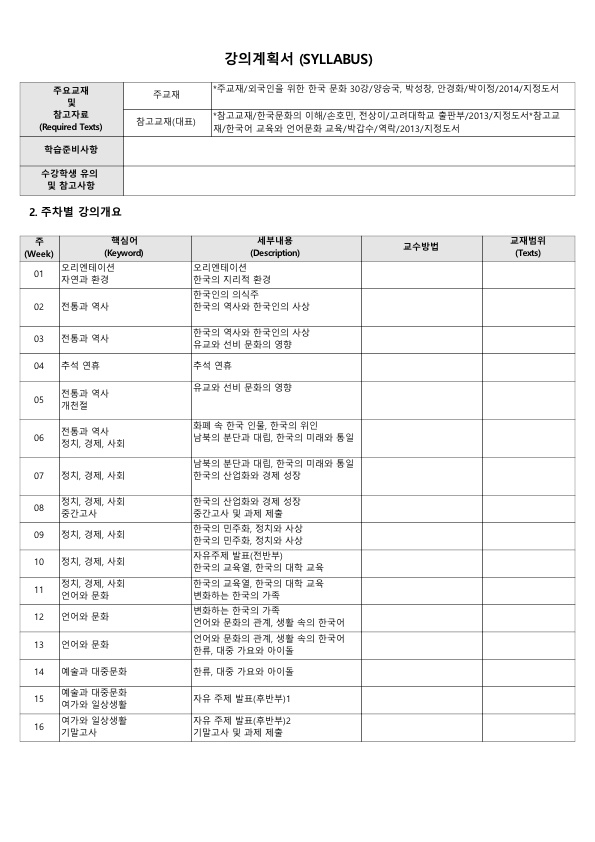 강의계획서 (SYLLABUS)
주요교재
및
참고자료
(Required Texts)
주교재
*주교재/외국인을 위한 한국 문화 30강/양승국, 박성창, 안경화/박이정/2014/지정도서
참고교재(대표)
*참고교재/한국문화의 이해/손호민, 전상이/고려대학교 출판부/2013/지정도서*참고교
재/한국어 교육와 언어문화 교육/박갑수/역락/2013/지정도서
학습준비사항
수강학생 유의
및 참고사항
2. 주차별 강의개요
주
(Week)
핵심어
(Keyword)
세부내용
(Description)
교수방법
교재범위
(Texts)
01
오리엔테이션
자연과 환경
오리엔테이션
한국의 지리적 환경
02
전통과 역사
한국인의 의식주
한국의 역사와 한국인의 사상
03
전통과 역사
한국의 역사와 한국인의 사상
유교와 선비 문화의 영향
04
추석 연휴
추석 연휴
05
전통과 역사
개천절
유교와 선비 문화의 영향
06
전통과 역사
정치, 경제, 사회
화폐 속 한국 인물, 한국의 위인
남북의 분단과 대립, 한국의 미래와 통일
07
정치, 경제, 사회
남북의 분단과 대립, 한국의 미래와 통일
한국의 산업화와 경제 성장
08
정치, 경제, 사회
중간고사
한국의 산업화와 경제 성장
중간고사 및 과제 제출
09
정치, 경제, 사회
한국의 민주화, 정치와 사상
한국의 민주화, 정치와 사상
10
정치, 경제, 사회
자유주제 발표(전반부)
한국의 교육열, 한국의 대학 교육
11
정치, 경제, 사회
언어와 문화
한국의 교육열, 한국의 대학 교육
변화하는 한국의 가족
12
언어와 문화
변화하는 한국의 가족
언어와 문화의 관계, 생활 속의 한국어
13
언어와 문화
언어와 문화의 관계, 생활 속의 한국어
한류, 대중 가요와 아이돌
14
예술과 대중문화
한류, 대중 가요와 아이돌
15
예술과 대중문화
여가와 일상생활
자유 주제 발표(후반부)1
16
여가와 일상생활
기말고사
자유 주제 발표(후반부)2
기말고사 및 과제 제출